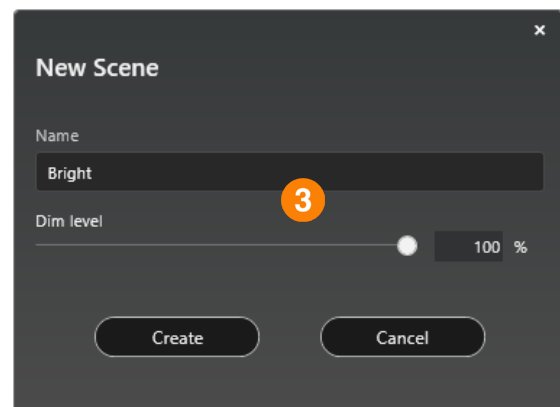 ×
New Scene
Name
Bright
3
Dim level
100 %
Create Cancel